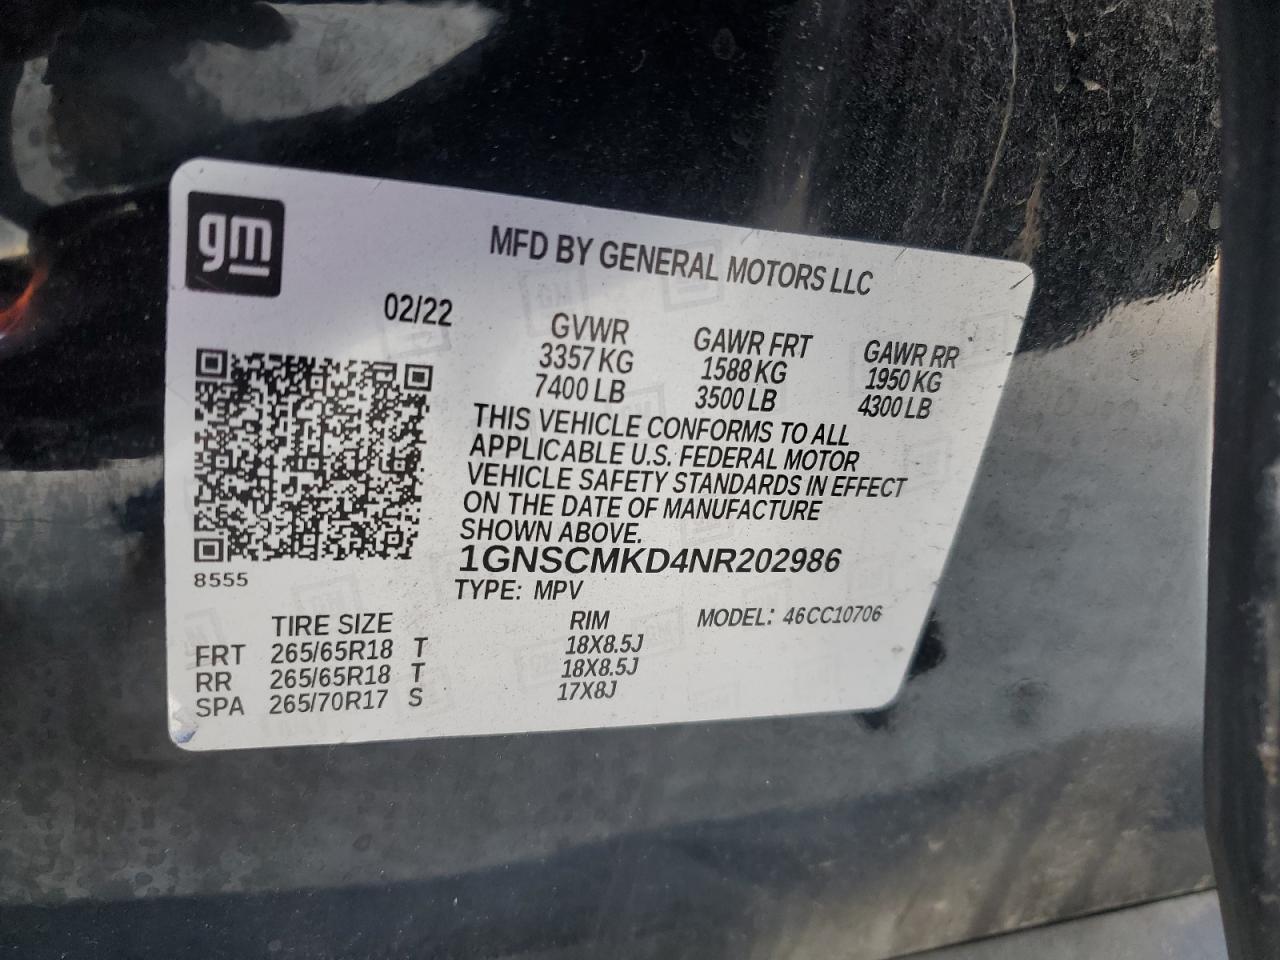 gm
MFD BY GENERAL MOTORS LLC
02/22
GVWR GAWR FRT GAWR RR
3357 KG 1588 KG 1950 KG
7400 LB 3500 LB 4300 LB
THIS VEHICLE CONFORMS TO ALL
APPLICABLE U.S. FEDERAL MOTOR
VEHICLE SAFETY STANDARDS IN EFFECT
ON THE DATE OF MANUFACTURE
SHOWN ABOVE.
1GNSCMKD4NR202986
8555
TYPE: MPV
TIRE SIZE RIM MODEL: 46CC10706
FRT 265/65R18 T 18X8.5J
RR 265/65R18 T 18X8.5J
SPA 265/70R17 S 17X8J